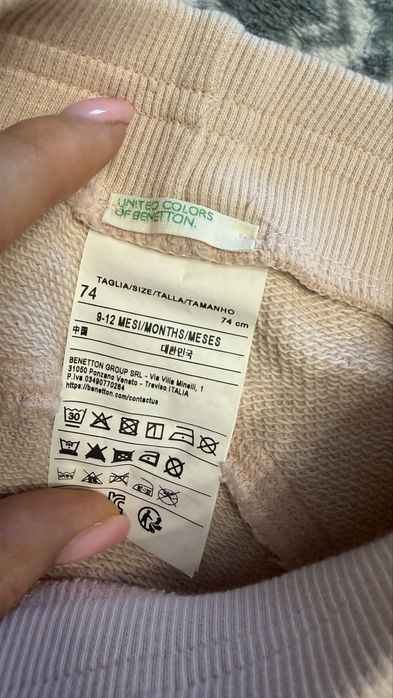 UNITED COLORS
OF BENETTON.
TAGLIA/SIZE/TALLA/TAMANHO
74
74 cm
9-12 MESI/MONTHS/MESES
中国
대한민국
BENETTON GROUP SRL - Via Villa Minelli, 1
31050 Ponzano Veneto - Treviso ITALIA
P.iva 03490770264
https://benetton.com/contactus
30